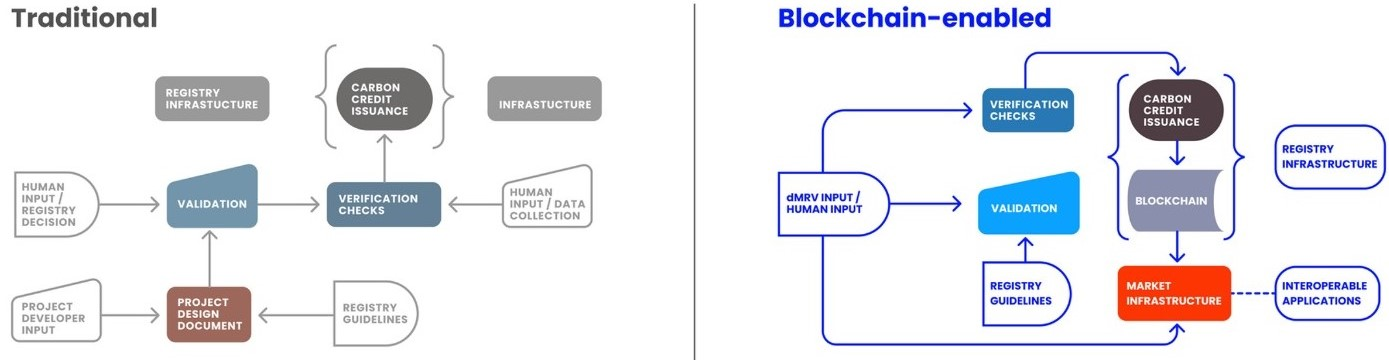 Traditional
REGISTRY
INFRASTUCTURE
CARBON
CREDIT
ISSUANCE
INFRASTUCTURE
HUMAN
INPUT /
REGISTRY
DECISION
VALIDATION
VERIFICATION
CHECKS
HUMAN
INPUT / DATA
COLLECTION
PROJECT
DEVELOPER
INPUT
PROJECT
DESIGN
DOCUMENT
REGISTRY
GUIDELINES
Blockchain-enabled
VERIFICATION
CHECKS
CARBON
CREDIT
ISSUANCE
REGISTRY
INFRASTRUCTURE
dMRV INPUT /
HUMAN INPUT
VALIDATION
BLOCKCHAIN
REGISTRY
GUIDELINES
MARKET
INFRASTRUCTURE
INTEROPERABLE
APPLICATIONS